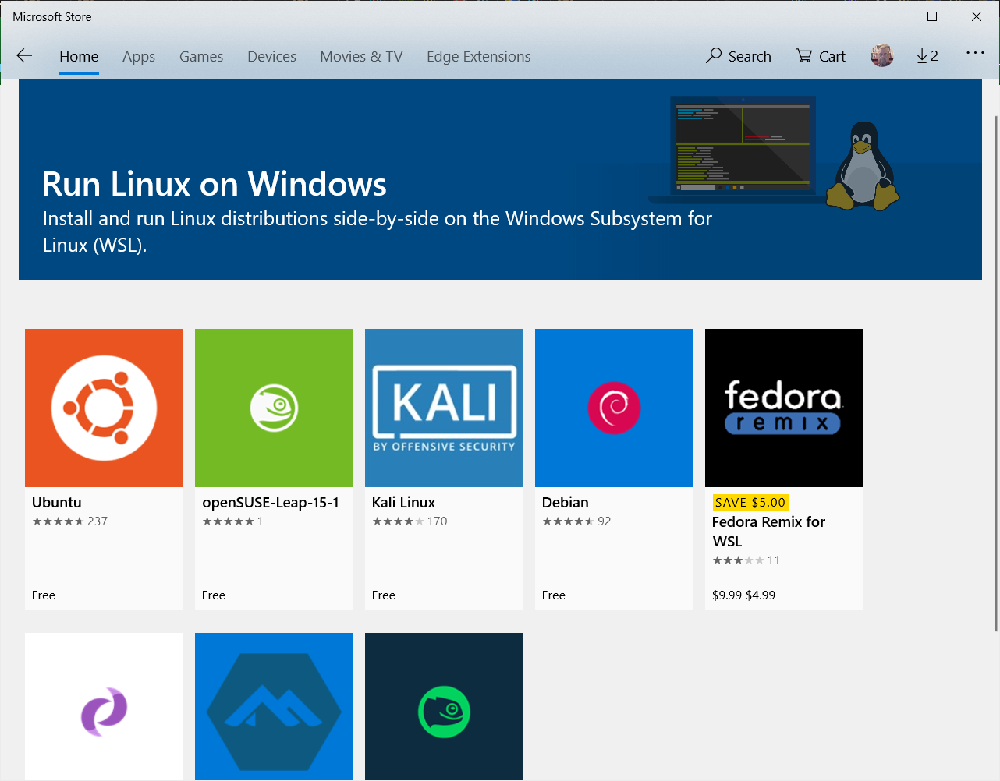 Microsoft Store
Home Apps Games Devices Movies & TV Edge Extensions Search Cart 2
Run Linux on Windows
Install and run Linux distributions side-by-side on the Windows Subsystem for
Linux (WSL).
KALI
BY OFFENSIVE SECURITY
fedora
remix
Ubuntu
237
Free
openSUSE-Leap-15-1
1
Free
Kali Linux
170
Free
Debian
92
Free
SAVE $5.00
Fedora Remix for
WSL
11
$9.99 $4.99